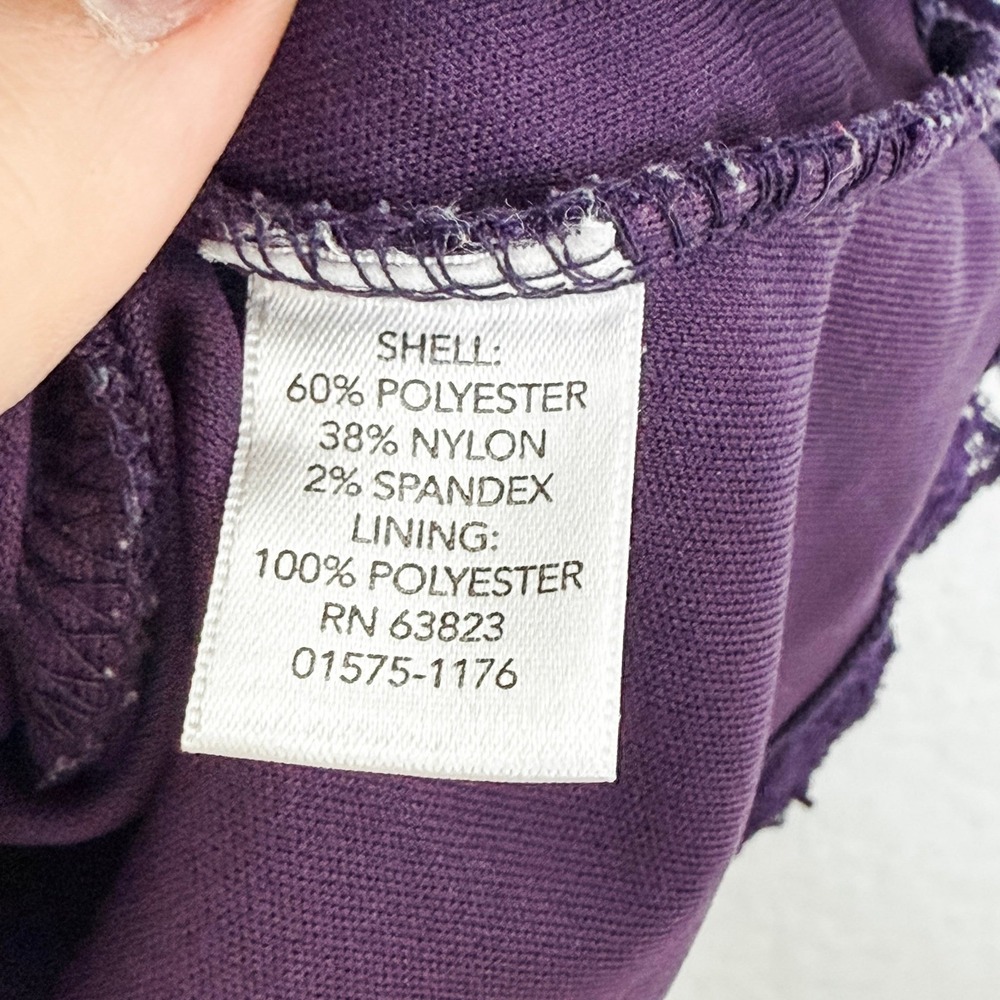 SHELL:
60% POLYESTER
38% NYLON
2% SPANDEX
LINING:
100% POLYESTER
RN 63823
01575-1176